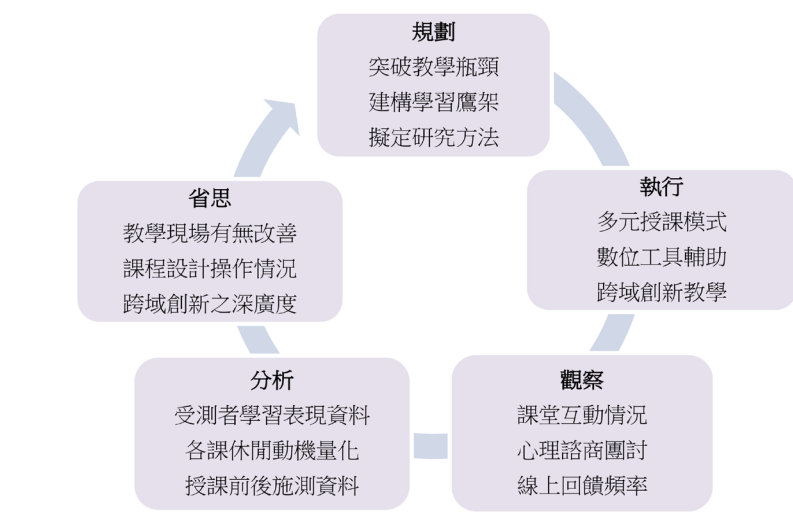 規劃
突破教學瓶頸
建構學習鷹架
擬定研究方法
執行
多元授課模式
數位工具輔助
跨域創新教學
觀察
課堂互動情況
心理諮商團討
線上回饋頻率
分析
受測者學習表現資料
各課休閒動機量化
授課前後施測資料
省思
教學現場有無改善
課程設計操作情況
跨域創新之深廣度